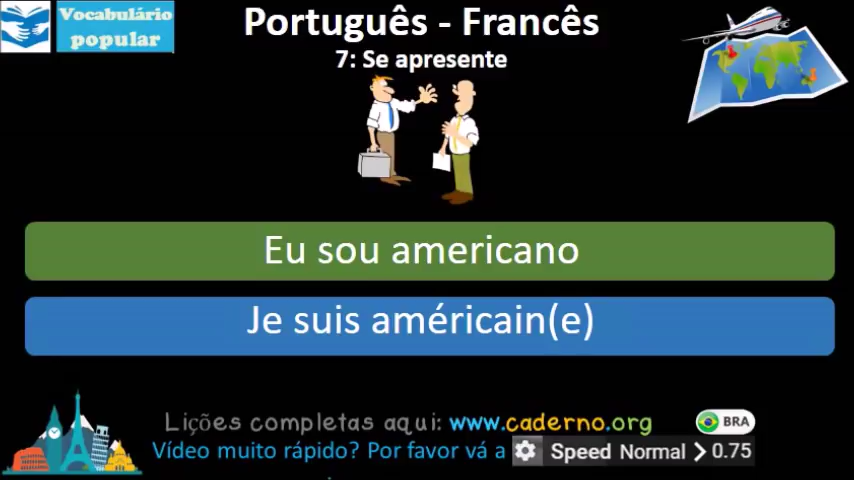 Vocabulário
popular
Português - Francês
7: Se apresente
Eu sou americano
Je suis américain(e)
Lições completas aqui: www.caderno.org
BRA
Vídeo muito rápido? Por favor vá a Speed Normal > 0.75